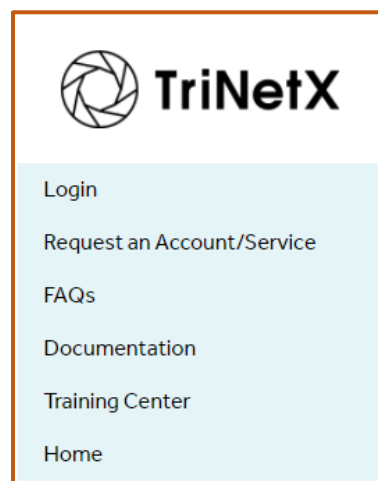 TriNetX
Login
Request an Account/Service
FAQs
Documentation
Training Center
Home